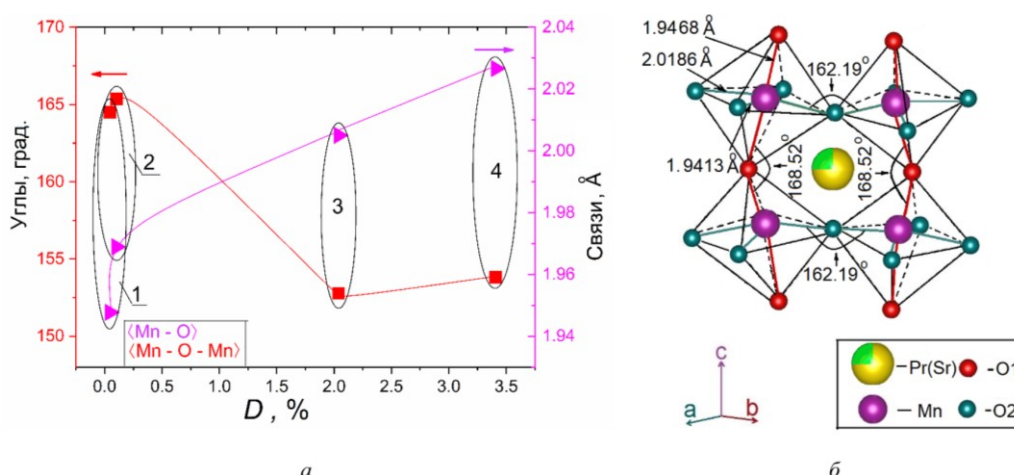 170
165
160
155
150
Углы, град.
2.04
2.02
2.00
1.98
1.96
1.94
Связи, Å
2
1
3
4
⟨Mn - O⟩
⟨Mn - O - Mn⟩
0.0 0.5 1.0 1.5 2.0 2.5 3.0 3.5
D , %
а
1.9468 Å
2.0186 Å
162.19°
1.9413 Å
168.52°
168.52°
162.19°
c
a
b
–Pr(Sr)
-O1
– Mn
-O2
б